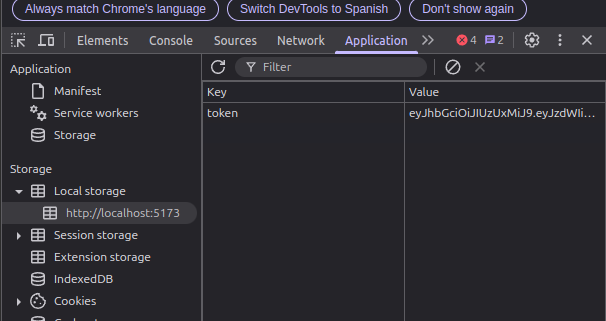 Always match Chrome's language Switch DevTools to Spanish Don't show again
Elements Console Sources Network Application 4 2
Application
Manifest
Service workers
Storage
Storage
Local storage
http://localhost:5173
Session storage
Extension storage
IndexedDB
Cookies
Filter
Key Value
token eyJhbGciOiJIUzUxMiJ9.eyJzdWIi…